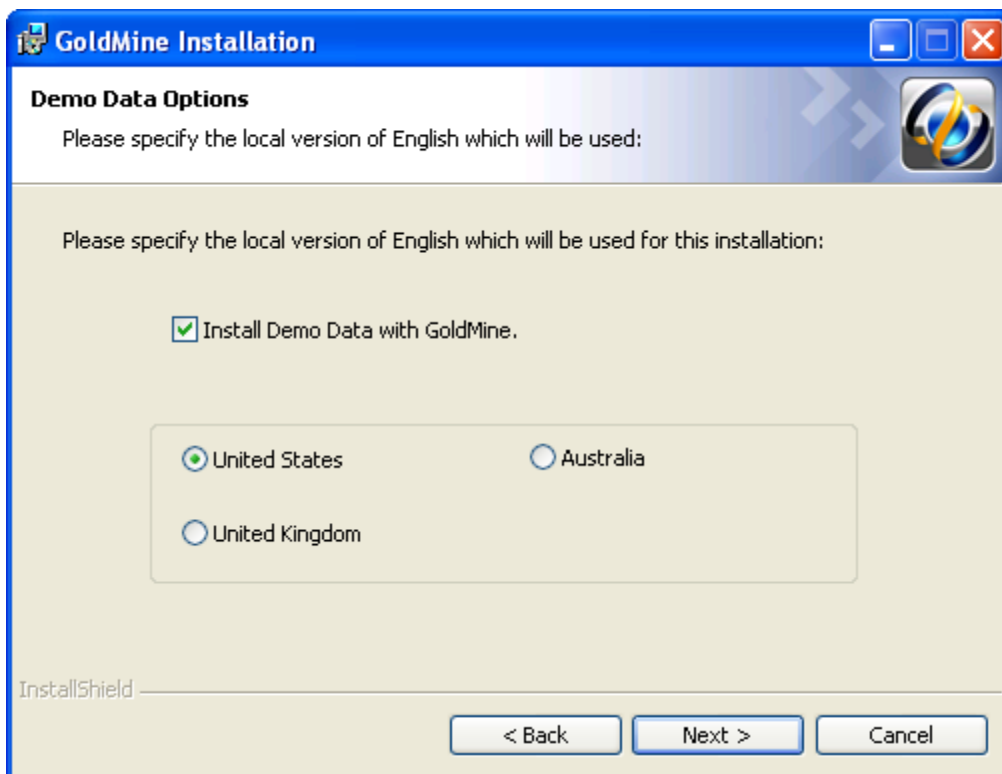 GoldMine Installation
Demo Data Options
Please specify the local version of English which will be used:
Please specify the local version of English which will be used for this installation:
Install Demo Data with GoldMine.
United States
Australia
United Kingdom
InstallShield
< Back
Next >
Cancel